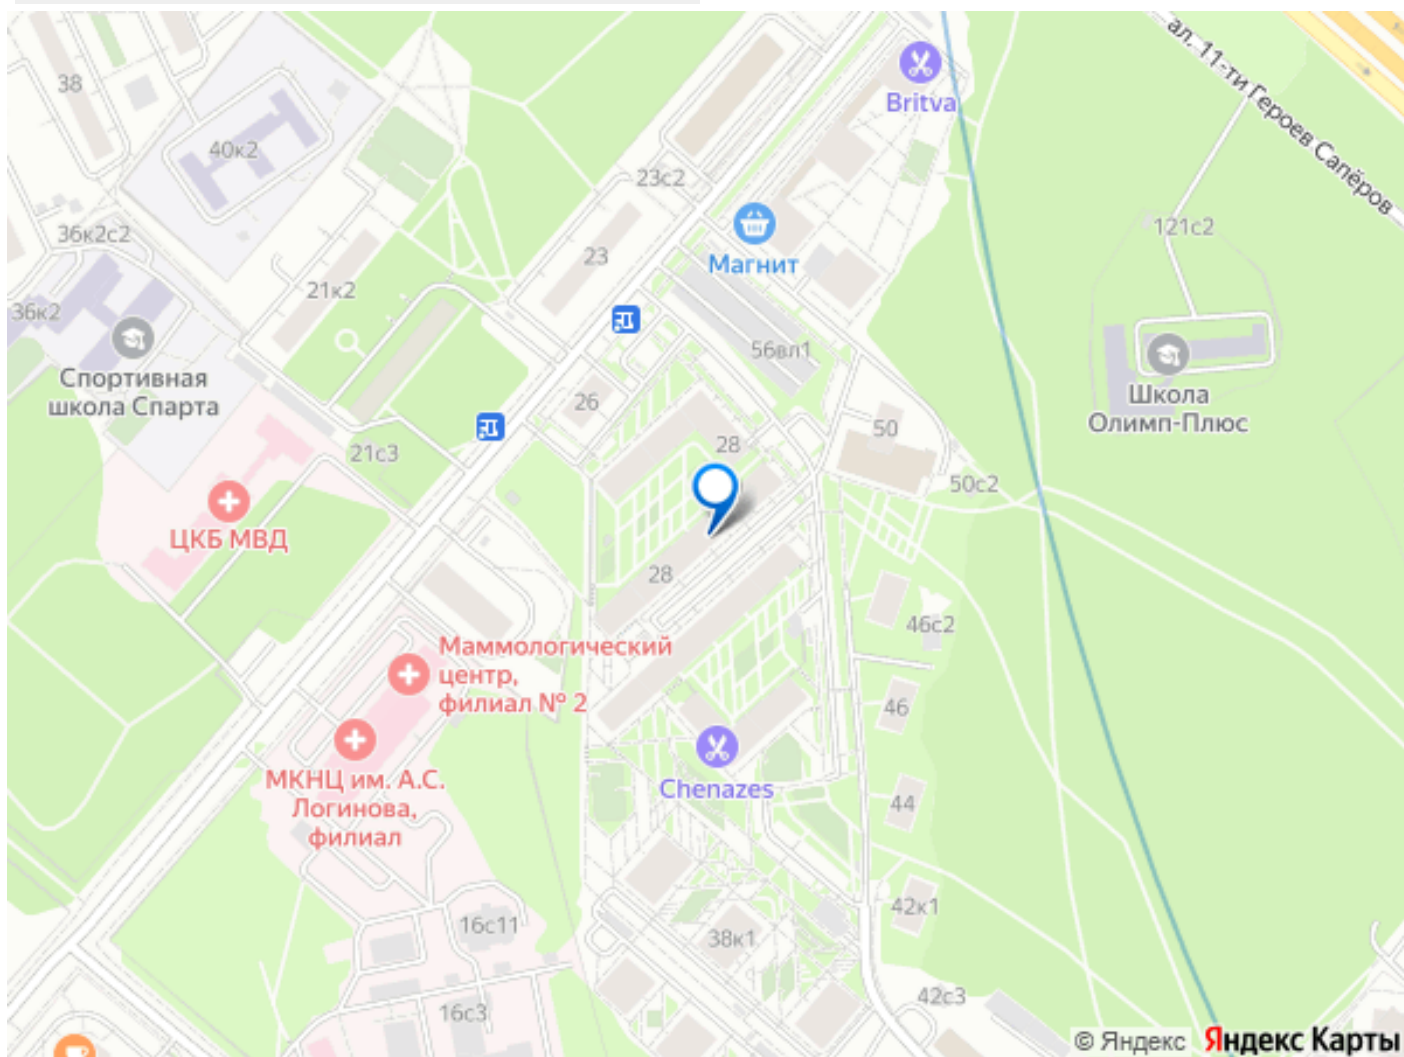 ал. 11-ти Героев Сапёров
38
Britva
40к2
23с2
121с2
36к2с2
23
Магнит
21к2
36к2
56вл1
Спортивная
школа Спарта
26
Школа
Олимп-Плюс
50
28
21с3
50с2
ЦКБ МВД
28
46с2
Маммологический
центр,
филиал № 2
46
МКНЦ им. А.С.
Логинова,
филиал
Chenazes
44
42к1
16с11
38к1
42с3
16с3
© Яндекс Яндекс Карты